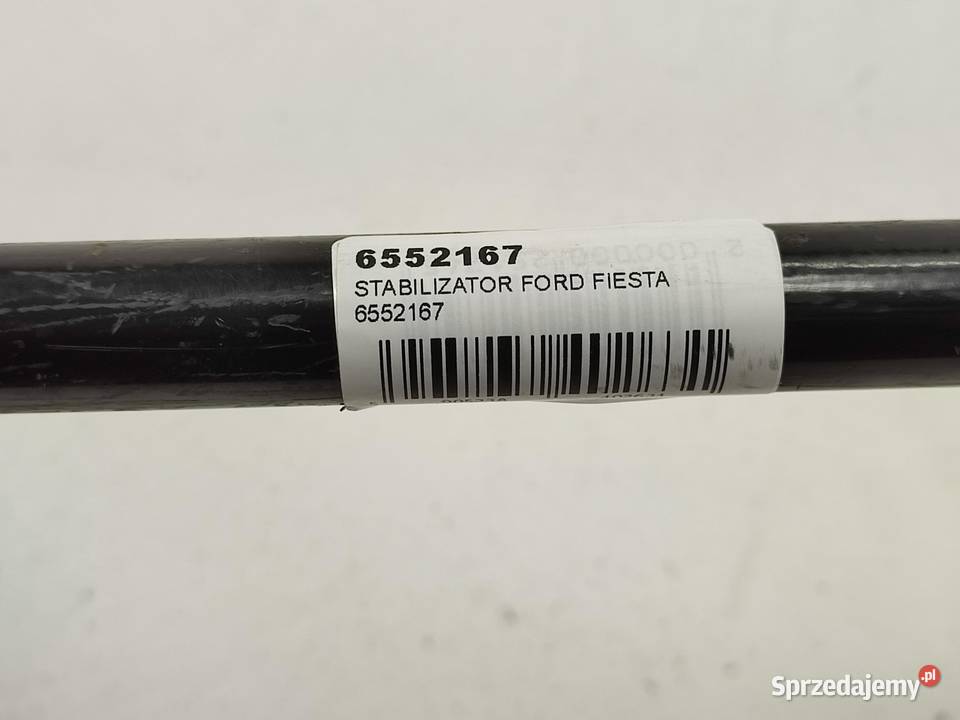 6552167
STABILIZATOR FORD FIESTA
6552167
Sprzedajemy.pl